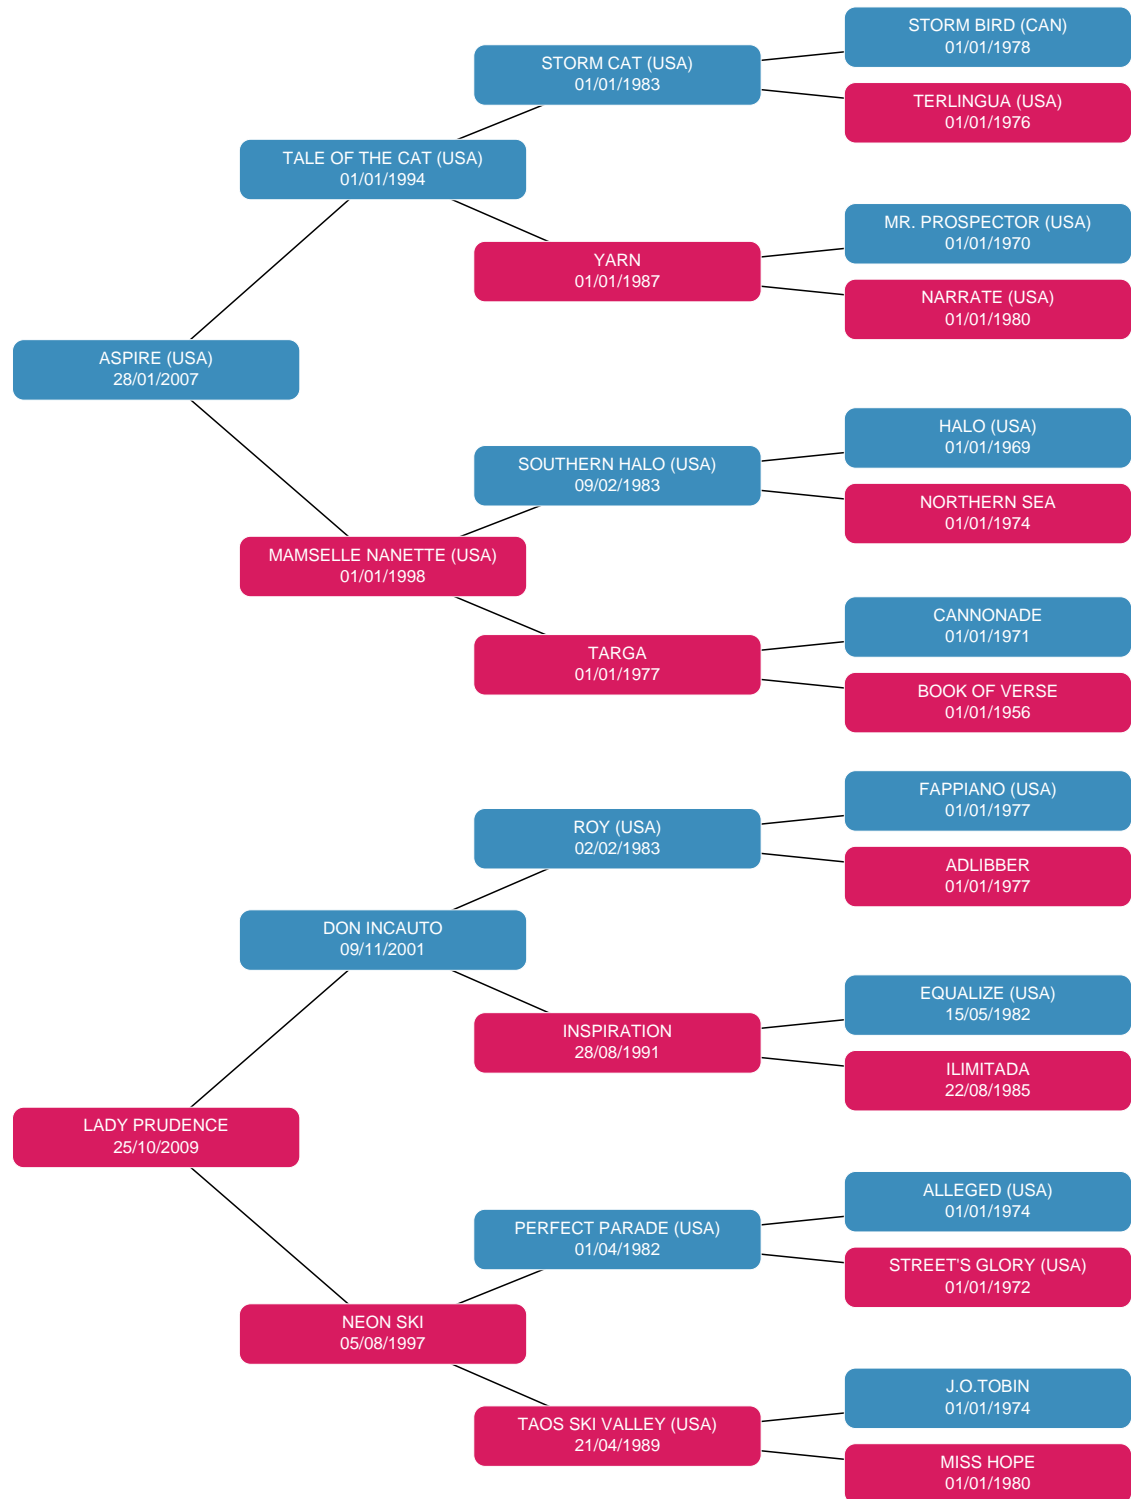 STORM BIRD (CAN)
01/01/1978
STORM CAT (USA)
01/01/1983
TERLINGUA (USA)
01/01/1976
TALE OF THE CAT (USA)
01/01/1994
MR. PROSPECTOR (USA)
01/01/1970
YARN
01/01/1987
NARRATE (USA)
01/01/1980
ASPIRE (USA)
28/01/2007
HALO (USA)
01/01/1969
SOUTHERN HALO (USA)
09/02/1983
NORTHERN SEA
01/01/1974
MAMSELLE NANETTE (USA)
01/01/1998
CANNONADE
01/01/1971
TARGA
01/01/1977
BOOK OF VERSE
01/01/1956
FAPPIANO (USA)
01/01/1977
ROY (USA)
02/02/1983
ADLIBBER
01/01/1977
DON INCAUTO
09/11/2001
EQUALIZE (USA)
15/05/1982
INSPIRATION
28/08/1991
ILIMITADA
22/08/1985
LADY PRUDENCE
25/10/2009
ALLEGED (USA)
01/01/1974
PERFECT PARADE (USA)
01/04/1982
STREET'S GLORY (USA)
01/01/1972
NEON SKI
05/08/1997
J.O.TOBIN
01/01/1974
TAOS SKI VALLEY (USA)
21/04/1989
MISS HOPE
01/01/1980